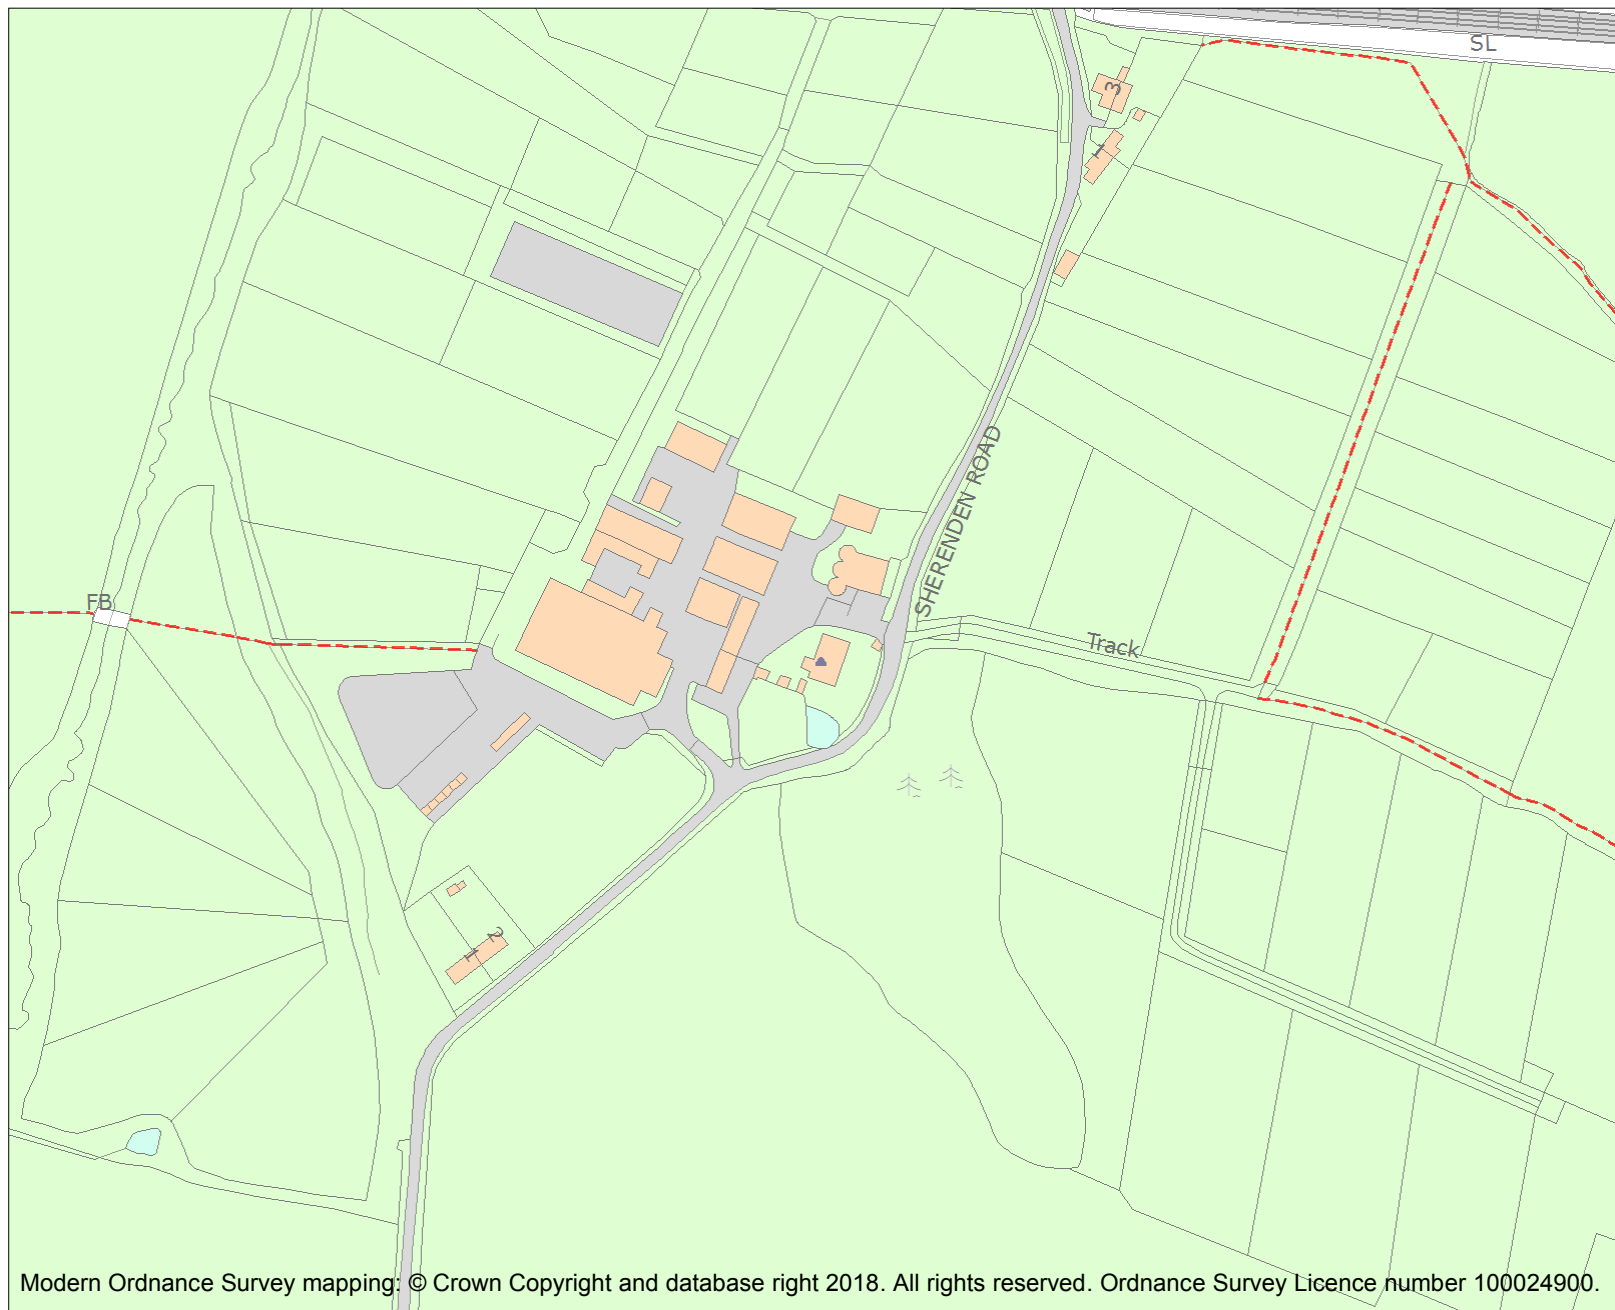 SL
3
1
SHERENDEN ROAD
FB
Track
2
1
Modern Ordnance Survey mapping: © Crown Copyright and database right 2018. All rights reserved. Ordnance Survey Licence number 100024900.